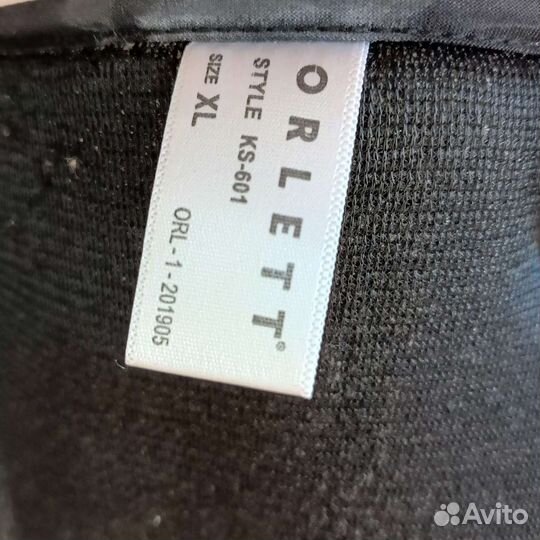 ORLETT®
STYLE KS-601
SIZE XL
ORL-1-201905
Avito